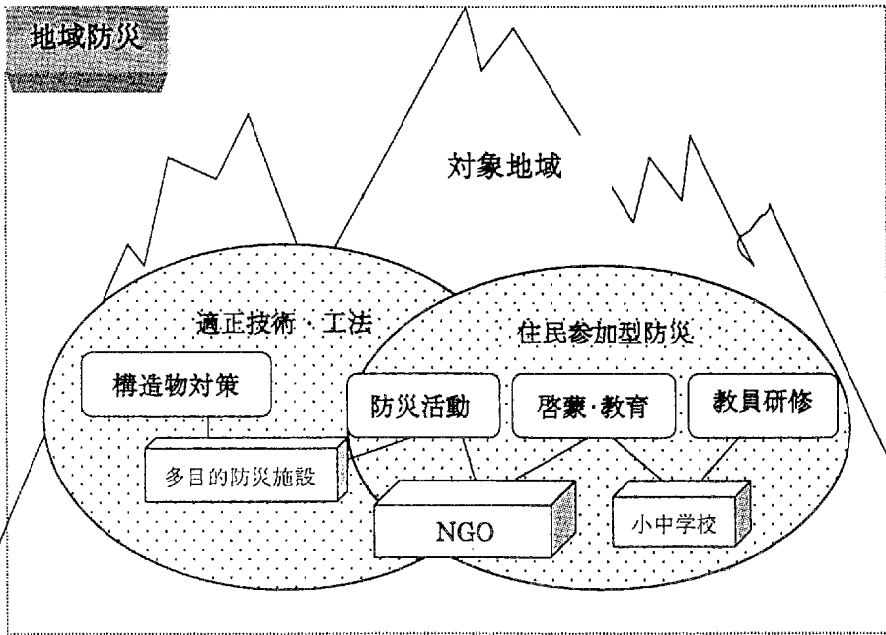 地域防災
対象地域
適正技術・工法
住民参加型防災
構造物対策
防災活動
啓蒙・教育
教員研修
多目的防災施設
NGO
小中学校